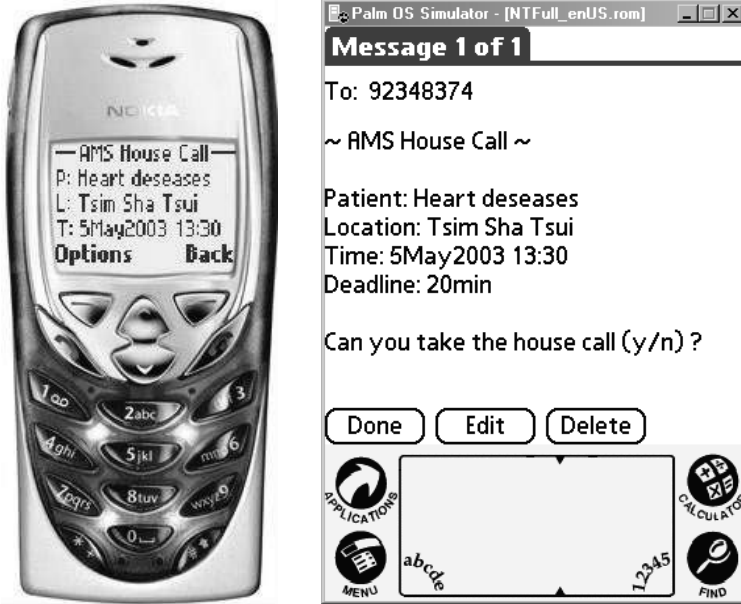 NOKIA
AMS House Call
P: Heart deseases
L: Tsim Sha Tsui
T: 5May2003 13:30
Options Back
1
2abc
3
4ghi
5jkl
mno6
7pqrs
8tuv
wxyz9
*+
0
#
Palm OS Simulator - [NTFull_enUS.rom]
Message 1 of 1
To: 92348374
~ AMS House Call ~
Patient: Heart deseases
Location: Tsim Sha Tsui
Time: 5May2003 13:30
Deadline: 20min
Can you take the house call (y/n) ?
Done Edit Delete
APPLICATIONS
CALCULATOR
MENU
abcde
12345
FIND